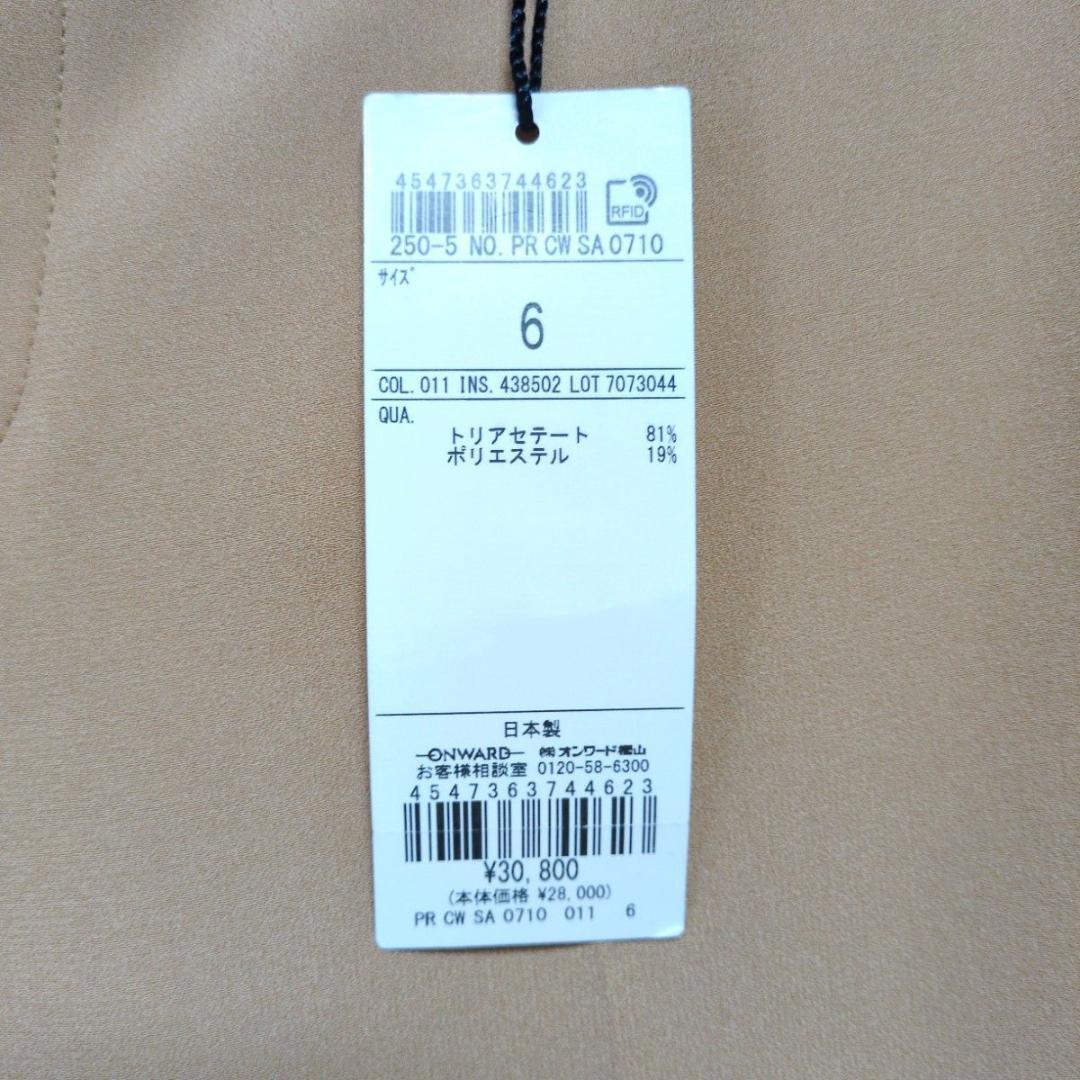 4547363744623
RFID
250-5 NO. PR CW SA 0710
サイズ
6
COL. 011 INS. 438502 LOT 7073044
QUA.
トリアセテート 81%
ポリエステル 19%
日本製
ONWARD ㈱オンワード樫山
お客様相談室 0120-58-6300
4547363744623
¥30,800
(本体価格 ¥28,000)
PR CW SA 0710 011 6